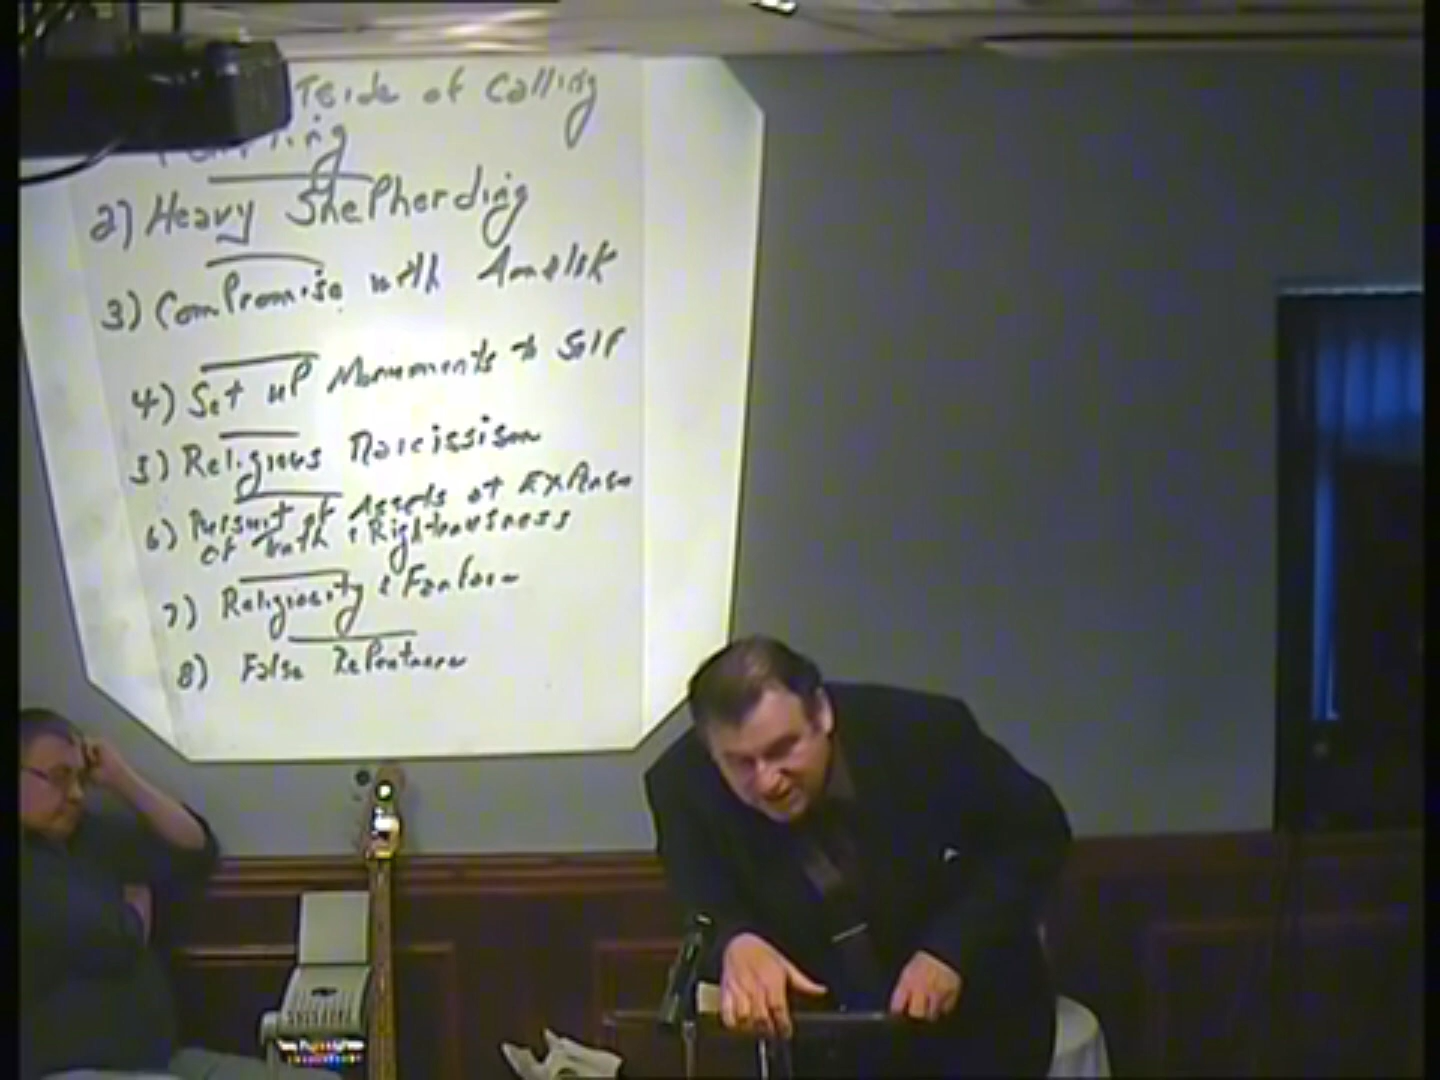 of Calling
2) Heavy Shepherding
3) Compromise with Amalek
4) Set up Monuments to Self
5) Religious Narcissism
6) Pursuit of Assets at Expense
of Truth & Righteousness
7) Religiosity & Fanfare
8) False Repentance